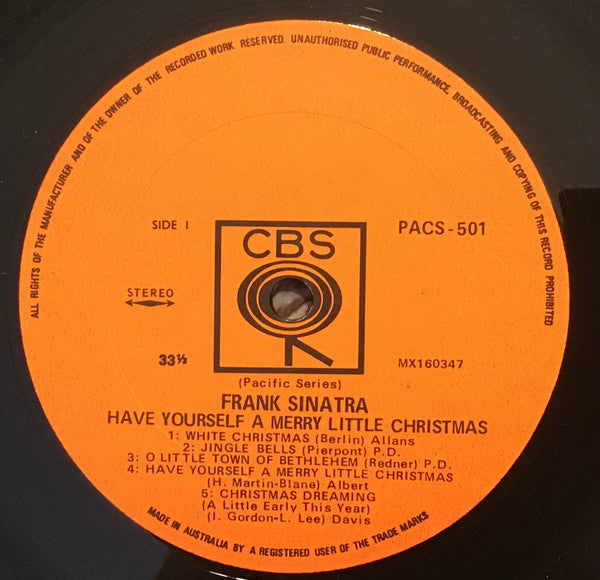 ALL RIGHTS OF THE MANUFACTURER AND OF THE OWNER OF THE RECORDED WORK RESERVED. UNAUTHORISED PUBLIC PERFORMANCE, BROADCASTING AND COPYING OF THIS RECORD PROHIBITED
SIDE I
CBS
PACS-501
STEREO
33⅓
MX160347
(Pacific Series)
FRANK SINATRA
HAVE YOURSELF A MERRY LITTLE CHRISTMAS
1: WHITE CHRISTMAS (Berlin) Allans
2: JINGLE BELLS (Pierpont) P.D.
3: O LITTLE TOWN OF BETHLEHEM (Redner) P.D.
4: HAVE YOURSELF A MERRY LITTLE CHRISTMAS
(H. Martin-Blane) Albert
5: CHRISTMAS DREAMING
(A Little Early This Year)
(I. Gordon-L. Lee) Davis
MADE IN AUSTRALIA BY A REGISTERED USER OF THE TRADE MARKS